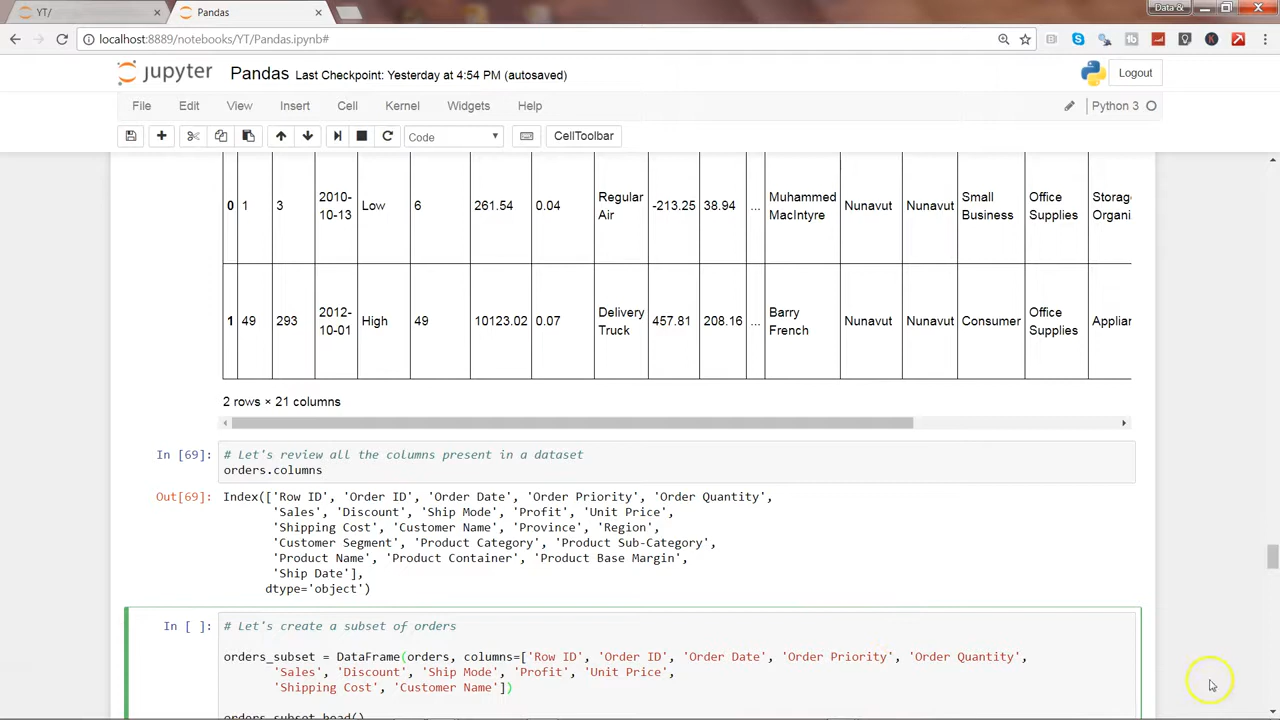 YT/
Pandas
Data &
localhost:8889/notebooks/YT/Pandas.ipynb#
jupyter Pandas Last Checkpoint: Yesterday at 4:54 PM (autosaved)
Logout
File Edit View Insert Cell Kernel Widgets Help
Python 3
Code
CellToolbar
0 1 3 2010-10-13 Low 6 261.54 0.04 Regular Air -213.25 38.94 ... Muhammed MacIntyre Nunavut Nunavut Small Business Office Supplies Storag Organi
1 49 293 2012-10-01 High 49 10123.02 0.07 Delivery Truck 457.81 208.16 ... Barry French Nunavut Nunavut Consumer Office Supplies Applian
2 rows × 21 columns
In [69]: # Let's review all the columns present in a dataset
orders.columns
Out[69]: Index(['Row ID', 'Order ID', 'Order Date', 'Order Priority', 'Order Quantity',
'Sales', 'Discount', 'Ship Mode', 'Profit', 'Unit Price',
'Shipping Cost', 'Customer Name', 'Province', 'Region',
'Customer Segment', 'Product Category', 'Product Sub-Category',
'Product Name', 'Product Container', 'Product Base Margin',
'Ship Date'],
dtype='object')
In [ ]: # Let's create a subset of orders
orders_subset = DataFrame(orders, columns=['Row ID', 'Order ID', 'Order Date', 'Order Priority', 'Order Quantity',
'Sales', 'Discount', 'Ship Mode', 'Profit', 'Unit Price',
'Shipping Cost', 'Customer Name'])
orders_subset.head()